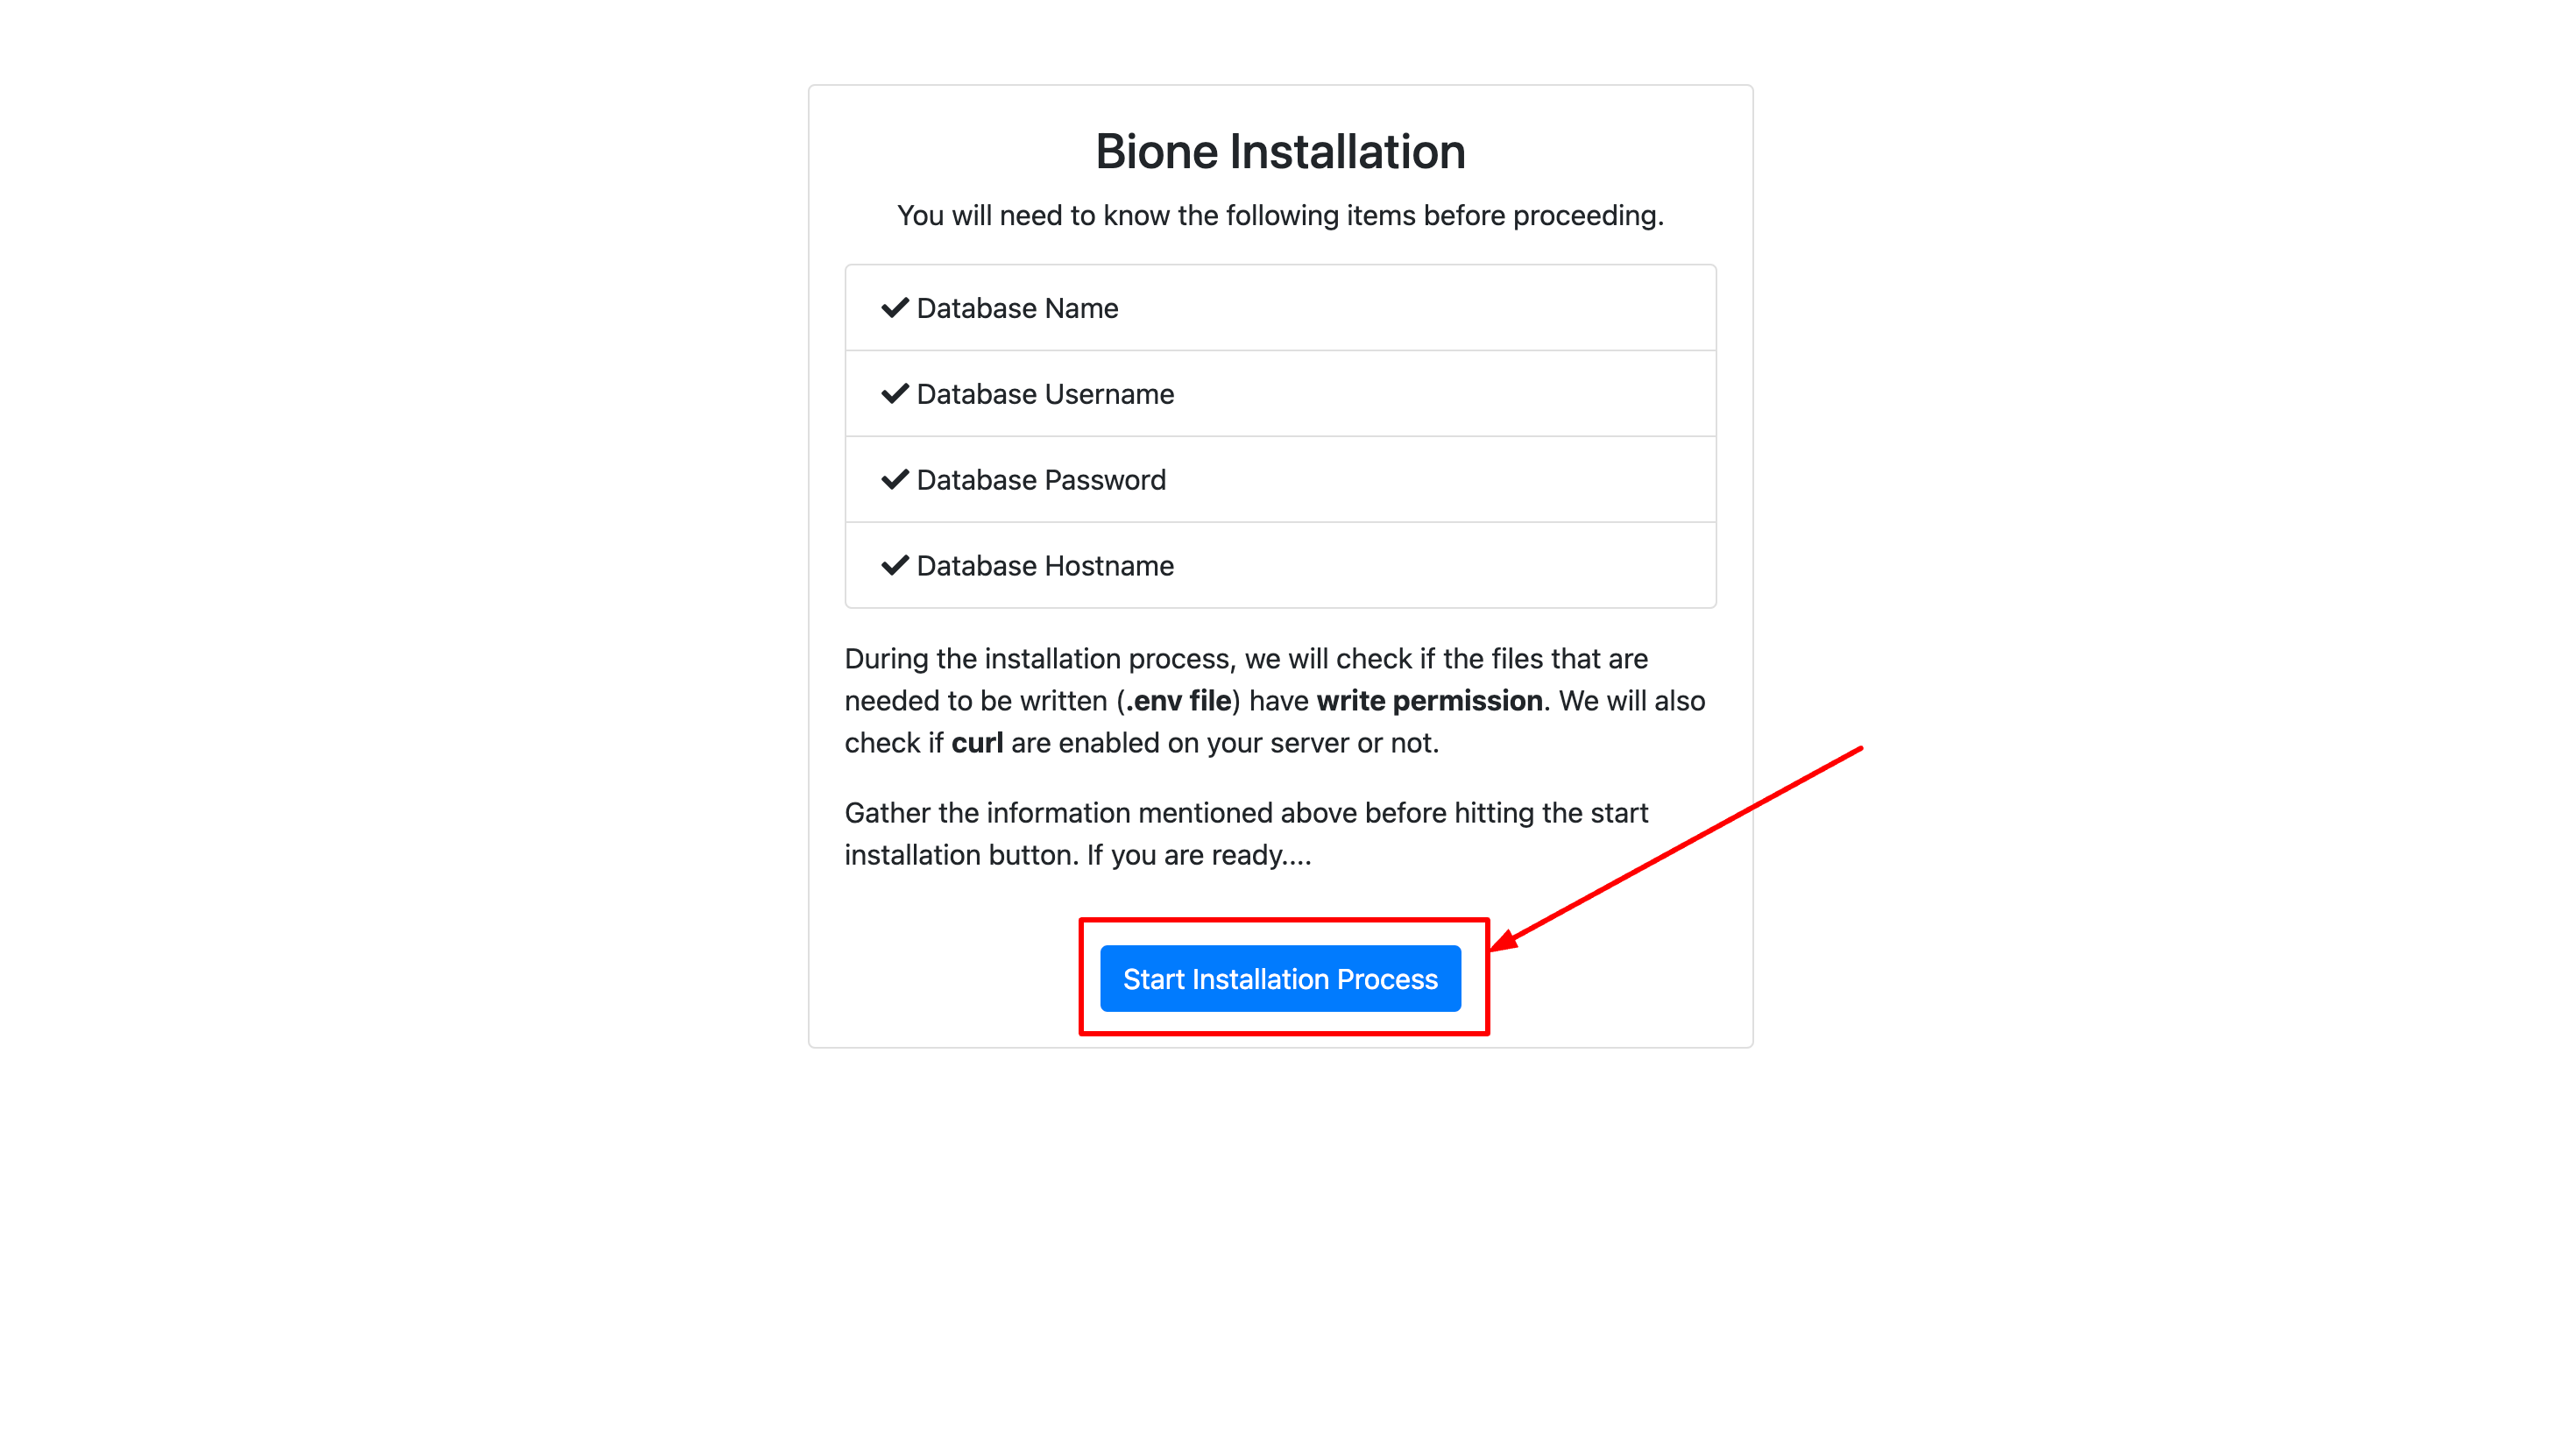 Bione Installation
You will need to know the following items before proceeding.
Database Name
Database Username
Database Password
Database Hostname
During the installation process, we will check if the files that are
needed to be written (.env file) have write permission. We will also
check if curl are enabled on your server or not.
Gather the information mentioned above before hitting the start
installation button. If you are ready....
Start Installation Process